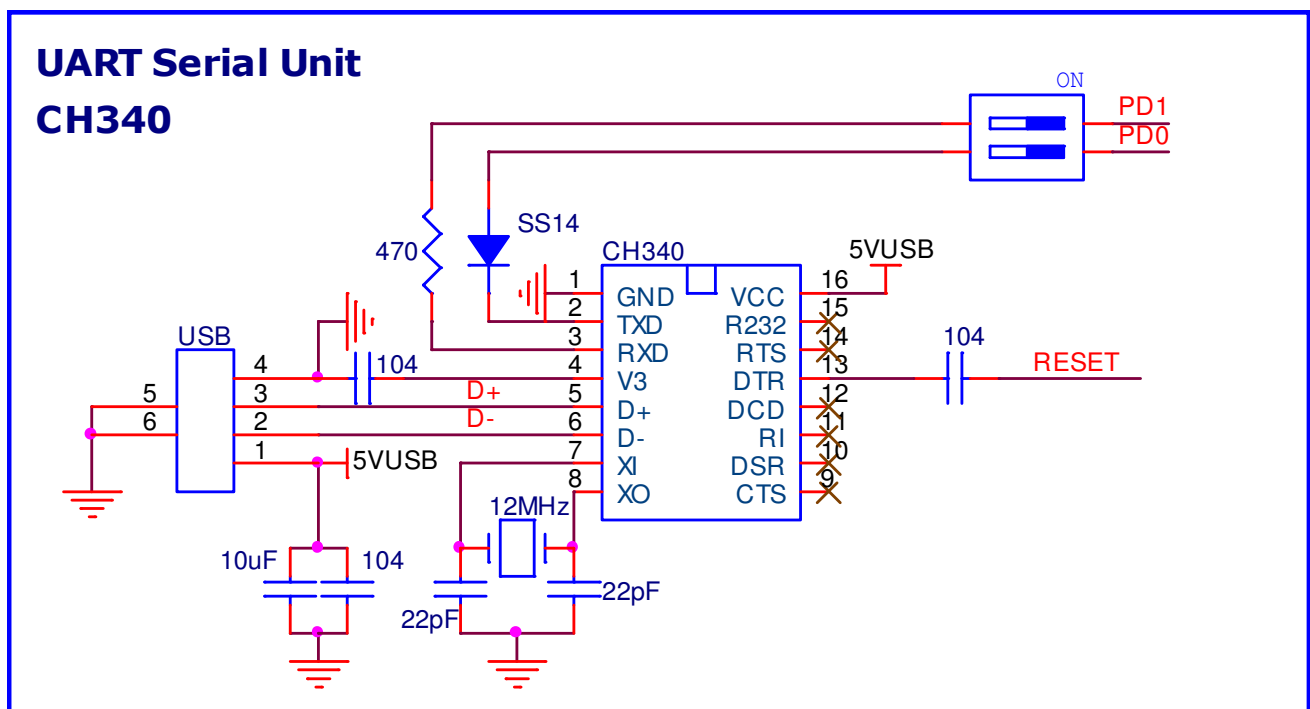 UART Serial Unit
CH340
ON
PD1
PD0
SS14
470
CH340
5VUSB
1
GND
VCC
16
2
TXD
R232
15
3
RXD
RTS
14
104
RESET
USB
4
104
4
V3
DTR
13
5
3
D+
5
D+
DCD
12
6
2
D-
6
D-
RI
11
1
5VUSB
7
XI
DSR
10
8
XO
CTS
9
12MHz
10uF
104
22pF
22pF